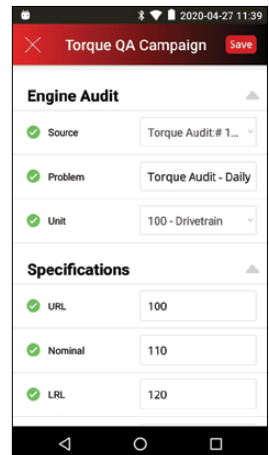 2020-04-27 11:39
Torque QA Campaign Save
Engine Audit
Source Torque Audit:# 1...
Problem Torque Audit - Daily
Unit 100 - Drivetrain
Specifications
URL 100
Nominal 110
LRL 120